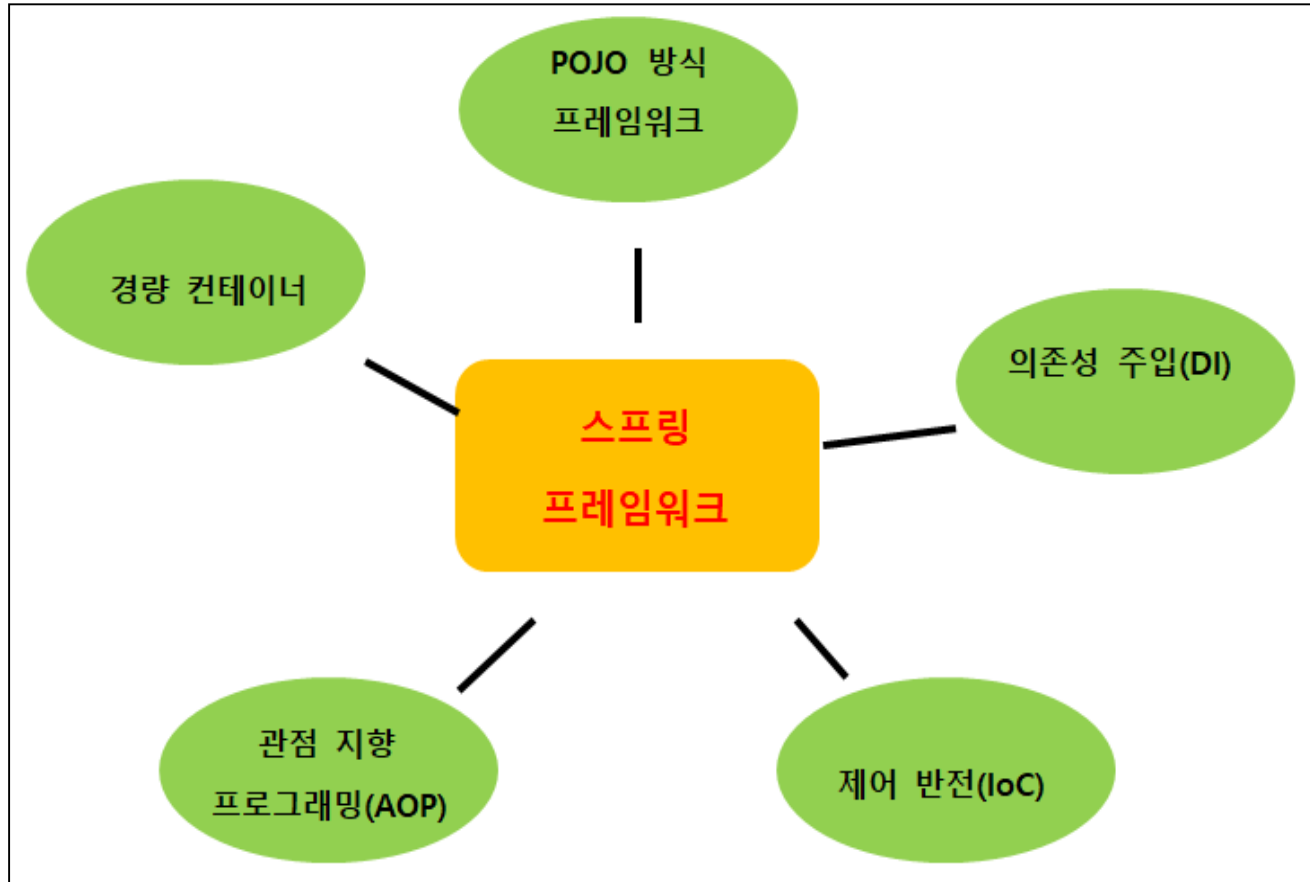 POJO 방식
프레임워크
경량 컨테이너
의존성 주입(DI)
스프링
프레임워크
관점 지향
프로그래밍(AOP)
제어 반전(IoC)